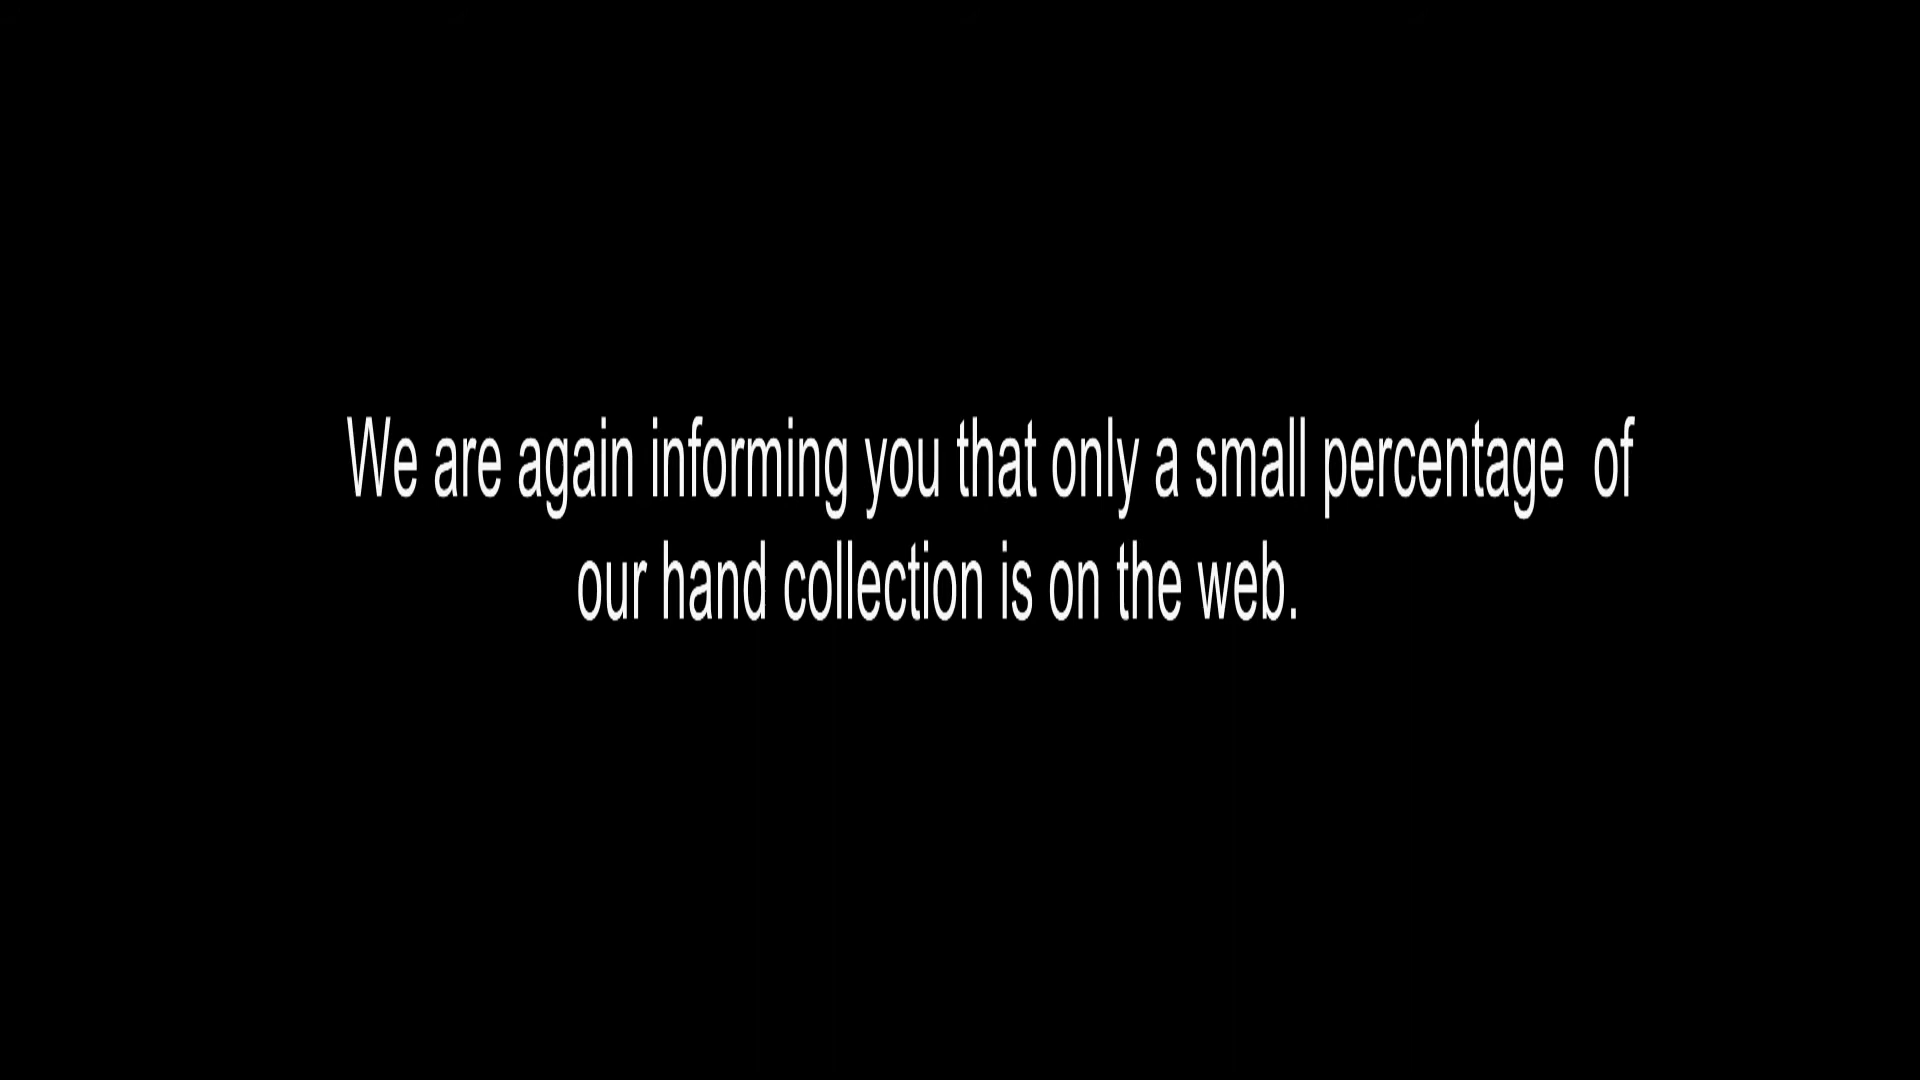 We are again informing you that only a small percentage  of
our hand collection is on the web.